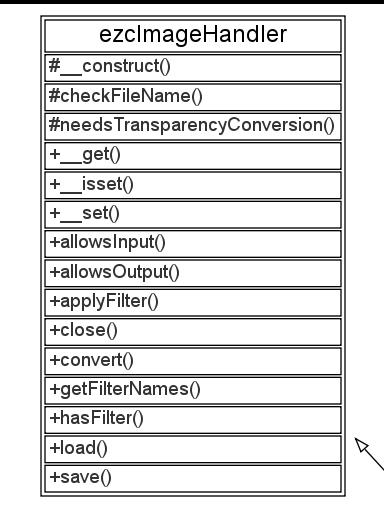 ezcImageHandler
#__construct()
#checkFileName()
#needsTransparencyConversion()
+__get()
+__isset()
+__set()
+allowsInput()
+allowsOutput()
+applyFilter()
+close()
+convert()
+getFilterNames()
+hasFilter()
+load()
+save()